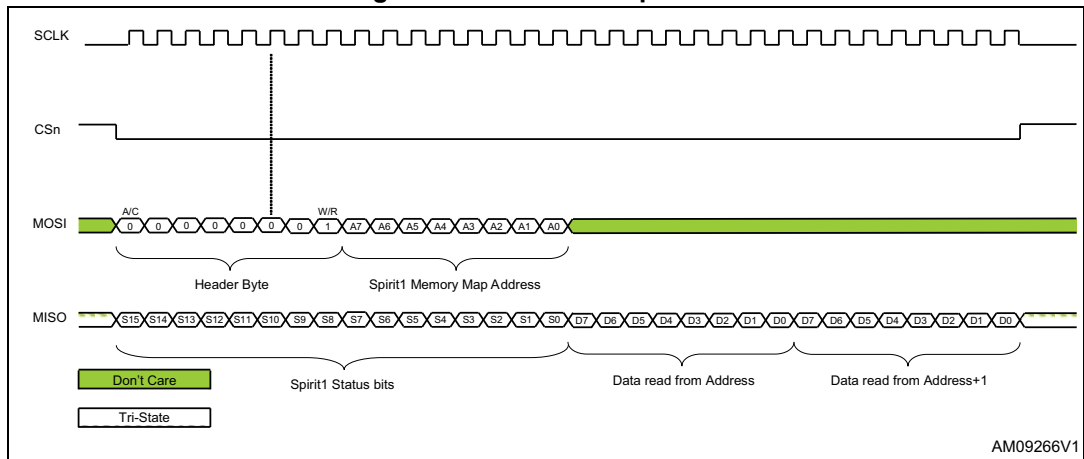 SCLK
CSn
MOSI
A/C
W/R
0 0 0 0 0 0 0 1 A7 A6 A5 A4 A3 A2 A1 A0
Header Byte
Spirit1 Memory Map Address
MISO
S15 S14 S13 S12 S11 S10 S9 S8 S7 S6 S5 S4 S3 S2 S1 S0 D7 D6 D5 D4 D3 D2 D1 D0 D7 D6 D5 D4 D3 D2 D1 D0
Spirit1 Status bits
Data read from Address
Data read from Address+1
Don't Care
Tri-State
AM09266V1